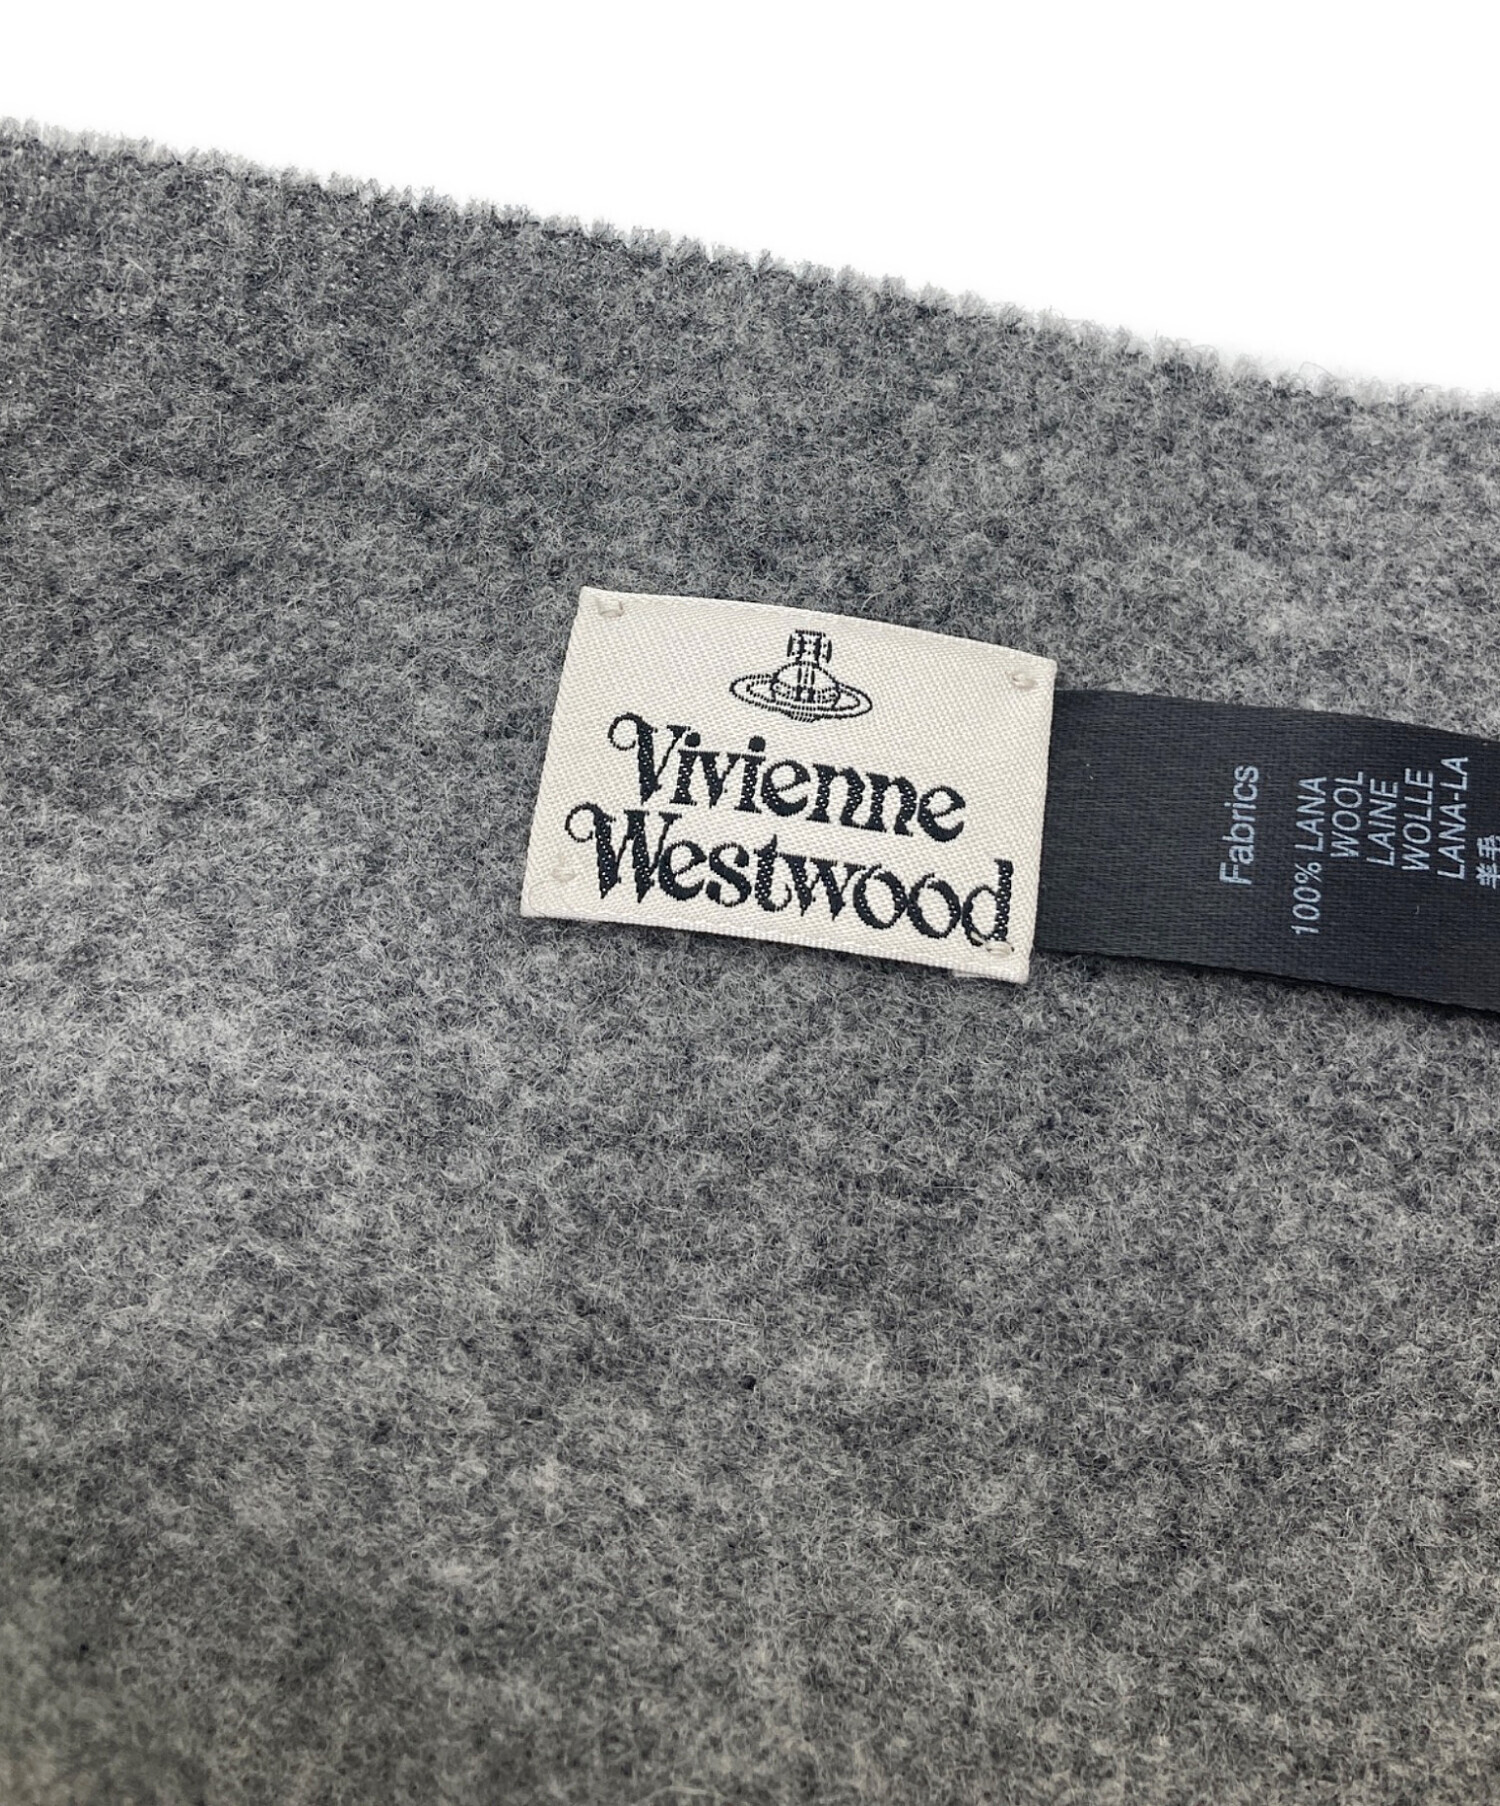 Vivienne
Westwood
Fabrics
100% LANA
WOOL
LAINE
WOLLE
LANA-LA
羊毛